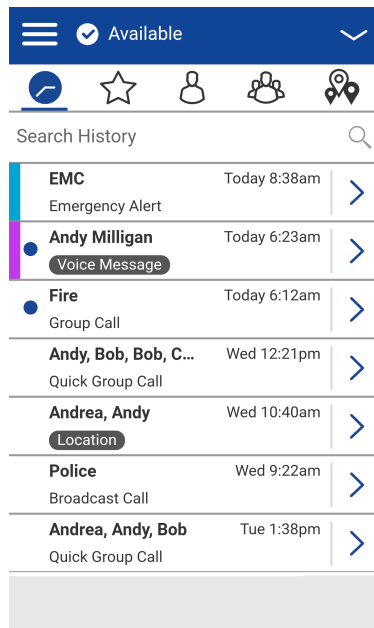 Available
Search History
EMC Today 8:38am
Emergency Alert
Andy Milligan Today 6:23am
Voice Message
Fire Today 6:12am
Group Call
Andy, Bob, Bob, C... Wed 12:21pm
Quick Group Call
Andrea, Andy Wed 10:40am
Location
Police Wed 9:22am
Broadcast Call
Andrea, Andy, Bob Tue 1:38pm
Quick Group Call